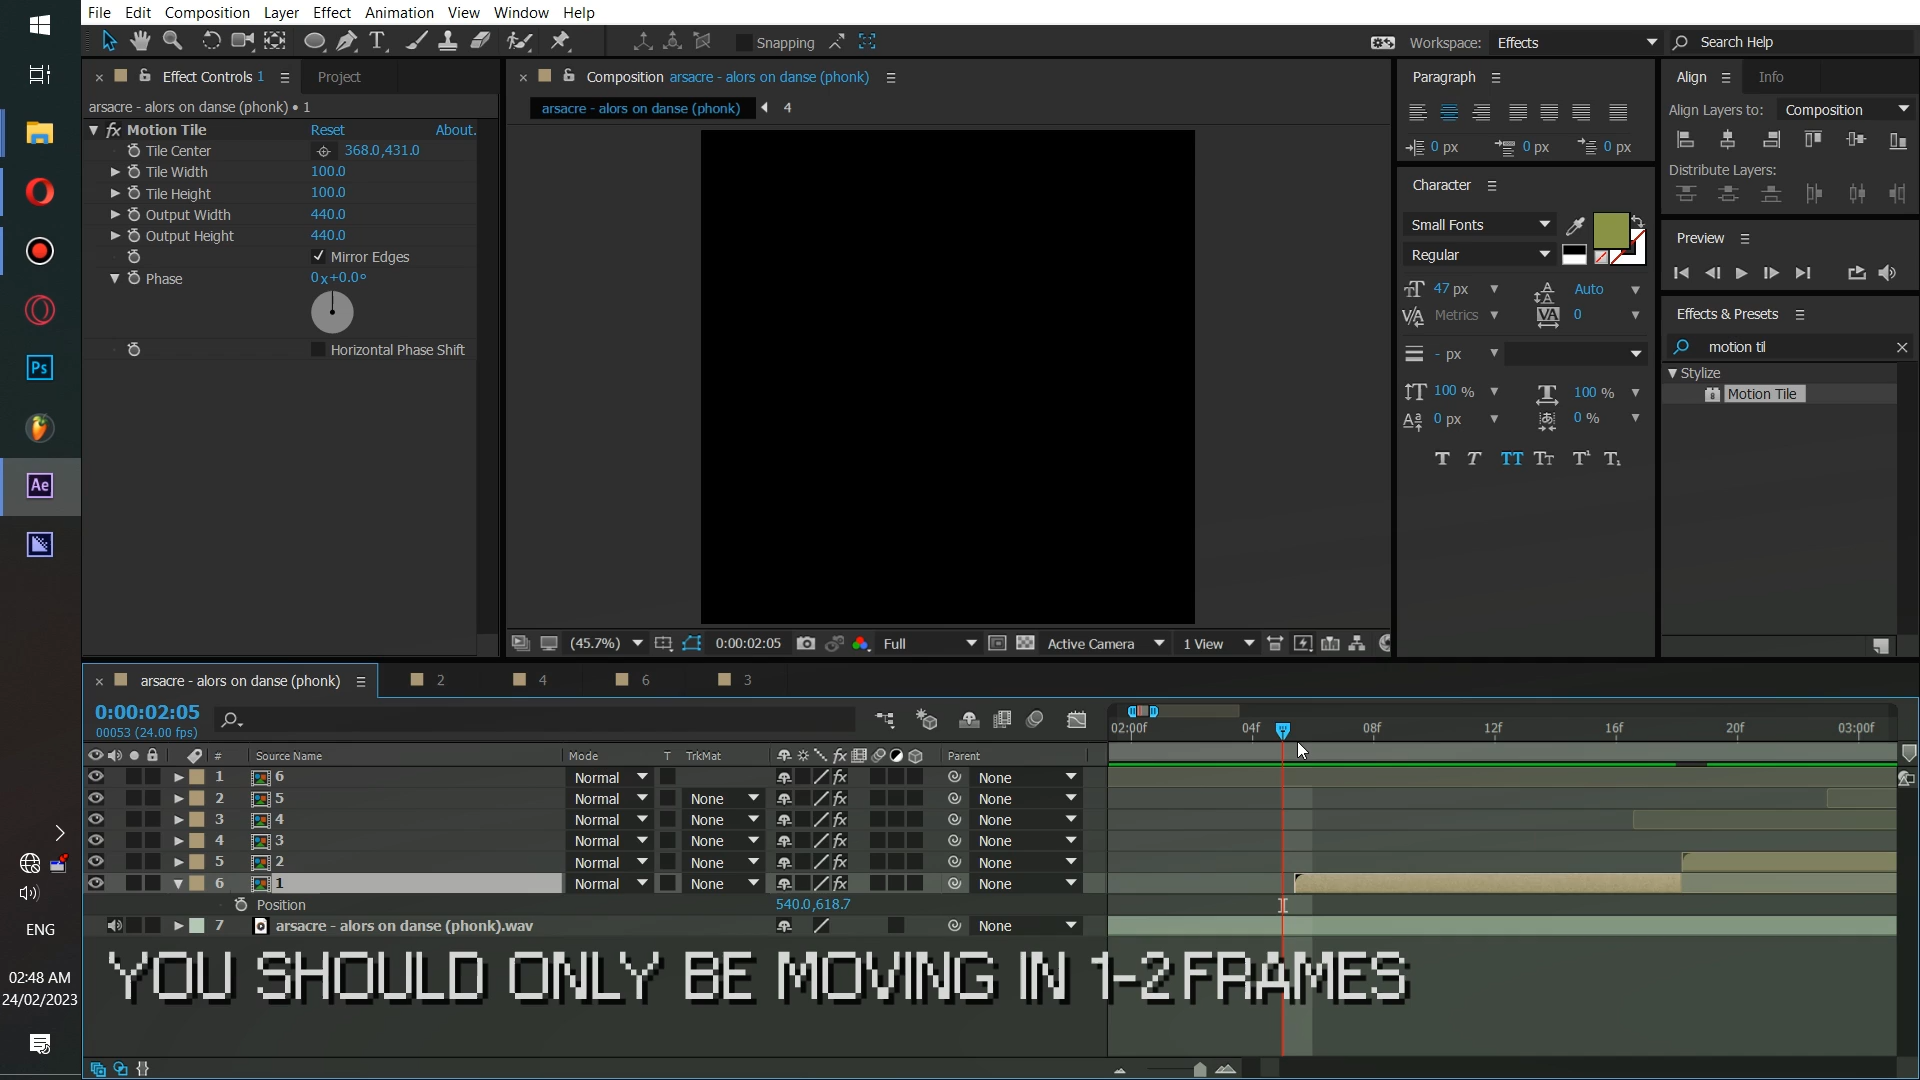 File Edit Composition Layer Effect Animation View Window Help
Snapping
Workspace: Effects
Search Help
Effect Controls 1
Project
arsacre - alors on danse (phonk) • 1
fx Motion Tile Reset About.
Tile Center 368.0,431.0
Tile Width 100.0
Tile Height 100.0
Output Width 440.0
Output Height 440.0
Mirror Edges
Phase 0x+0.0°
Horizontal Phase Shift
Composition arsacre - alors on danse (phonk)
arsacre - alors on danse (phonk) 4
(45.7%) 0:00:02:05 Full Active Camera 1 View
Paragraph
0 px 0 px 0 px
Character
Small Fonts
Regular
47 px Auto
Metrics 0
- px
100 % 100 %
0 px 0 %
Align Info
Align Layers to: Composition
Distribute Layers:
Preview
Effects & Presets
motion til
Stylize
Motion Tile
Ps
Ae
ENG
02:48 AM
24/02/2023
arsacre - alors on danse (phonk) 2 4 6 3
0:00:02:05
00053 (24.00 fps)
02:00f 04f 08f 12f 16f 20f 03:00f
# Source Name Mode T TrkMat fx Parent
1 6 Normal fx None
2 5 Normal None fx None
3 4 Normal None fx None
4 3 Normal None fx None
5 2 Normal None fx None
6 1 Normal None fx None
Position 540.0,618.7
7 arsacre - alors on danse (phonk).wav None
YOU SHOULD ONLY BE MOVING IN 1-2 FRAMES